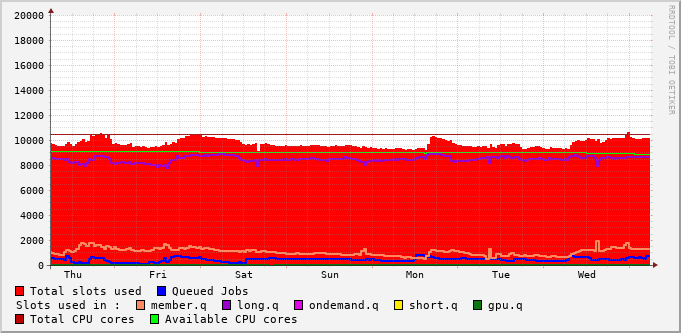 RRDTOOL / TOBI OETIKER
20000
18000
16000
14000
12000
10000
8000
6000
4000
2000
0
Thu Fri Sat Sun Mon Tue Wed
Total slots used Queued Jobs
Slots used in : member.q long.q ondemand.q short.q gpu.q
Total CPU cores Available CPU cores